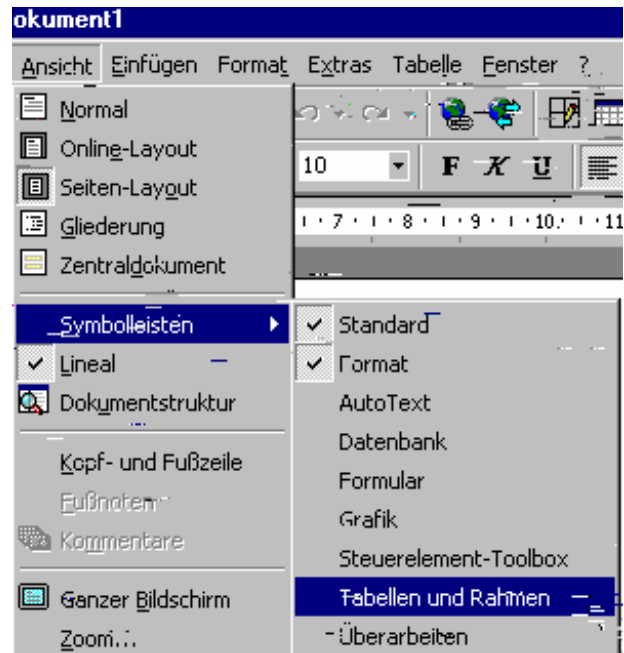 okument1
Ansicht Einfügen Format Extras Tabelle Fenster ?
Normal
Online-Layout
Seiten-Layout
Gliederung
Zentraldokument
Symbolleisten
Lineal
Dokumentstruktur
Kopf- und Fußzeile
Fußnoten
Kommentare
Ganzer Bildschirm
Zoom...
10 F K U
7 8 9 10 11
Standard
Format
AutoText
Datenbank
Formular
Grafik
Steuerelement-Toolbox
Tabellen und Rahmen
Überarbeiten